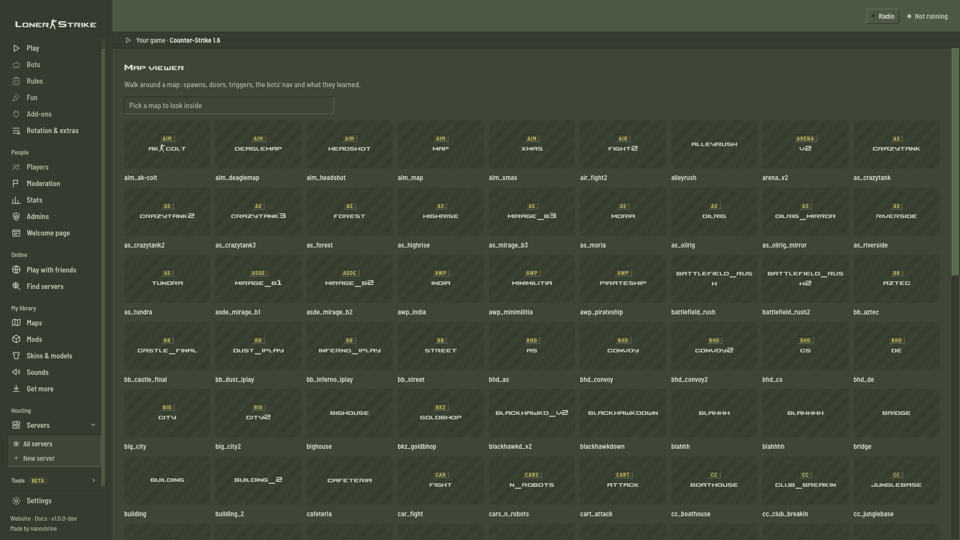 LONERSTRIKE
Radio
Not running
Your game · Counter-Strike 1.6
Play
Bots
Rules
Fun
Add-ons
Rotation & extras
People
Players
Moderation
Stats
Admins
Welcome page
Online
Play with friends
Find servers
My library
Maps
Mods
Skins & models
Sounds
Get more
Hosting
Servers
All servers
New server
Tools BETA
Settings
Website · Docs · v1.0.0-dev
Made by nanoshrine
MAP VIEWER
Walk around a map: spawns, doors, triggers, the bots' nav and what they learned.
Pick a map to look inside
AIM AIM AIM AIM AIM AIR ARENA AS
AK COLT DEAGLEMAP HEADSHOT MAP XMAS FIGHT2 ALLEYRUSH V2 CRAZYTANK
aim_ak-colt aim_deaglemap aim_headshot aim_map aim_xmas air_fight2 alleyrush arena_v2 as_crazytank
AS AS AS AS AS AS AS AS AS
CRAZYTANK2 CRAZYTANK3 FOREST HIGHRISE MIRAGE_B3 MORIA OILRIG OILRIG_MIRROR RIVERSIDE
as_crazytank2 as_crazytank3 as_forest as_highrise as_mirage_b3 as_moria as_oilrig as_oilrig_mirror as_riverside
AS ASDE ASDE AWP AWP AWP BATTLEFIELD_RUS BATTLEFIELD_RUS BB
TUNDRA MIRAGE_B1 MIRAGE_B2 INDIA MINIMILITIA PIRATESHIP H H2 AZTEC
as_tundra asde_mirage_b1 asde_mirage_b2 awp_india awp_minimilitia awp_pirateship battlefield_rush battlefield_rush2 bb_aztec
BB BB BB BB BHD BHD BHD BHD BHD
CASTLE_FINAL DUST_IPLAY INFERNO_IPLAY STREET AS CONVOY CONVOY2 CS DE
bb_castle_final bb_dust_iplay bb_inferno_iplay bb_street bhd_as bhd_convoy bhd_convoy2 bhd_cs bhd_de
BIG BIG BKZ
CITY CITY2 BIGHOUSE GOLDBHOP BLACKHAWKD_V2 BLACKHAWKDOWN BLAHHH BLAHHHH BRIDGE
big_city big_city2 bighouse bkz_goldbhop blackhawkd_v2 blackhawkdown blahhh blahhhh bridge
CAR CARS CART CC CC CC
BUILDING BUILDING_2 CAFETERIA FIGHT N_ROBOTS ATTACK BOATHOUSE CLUB_BREAKIN JUNGLEBASE
building building_2 cafeteria car_fight cars_n_robots cart_attack cc_boathouse cc_club_breakin cc_junglebase